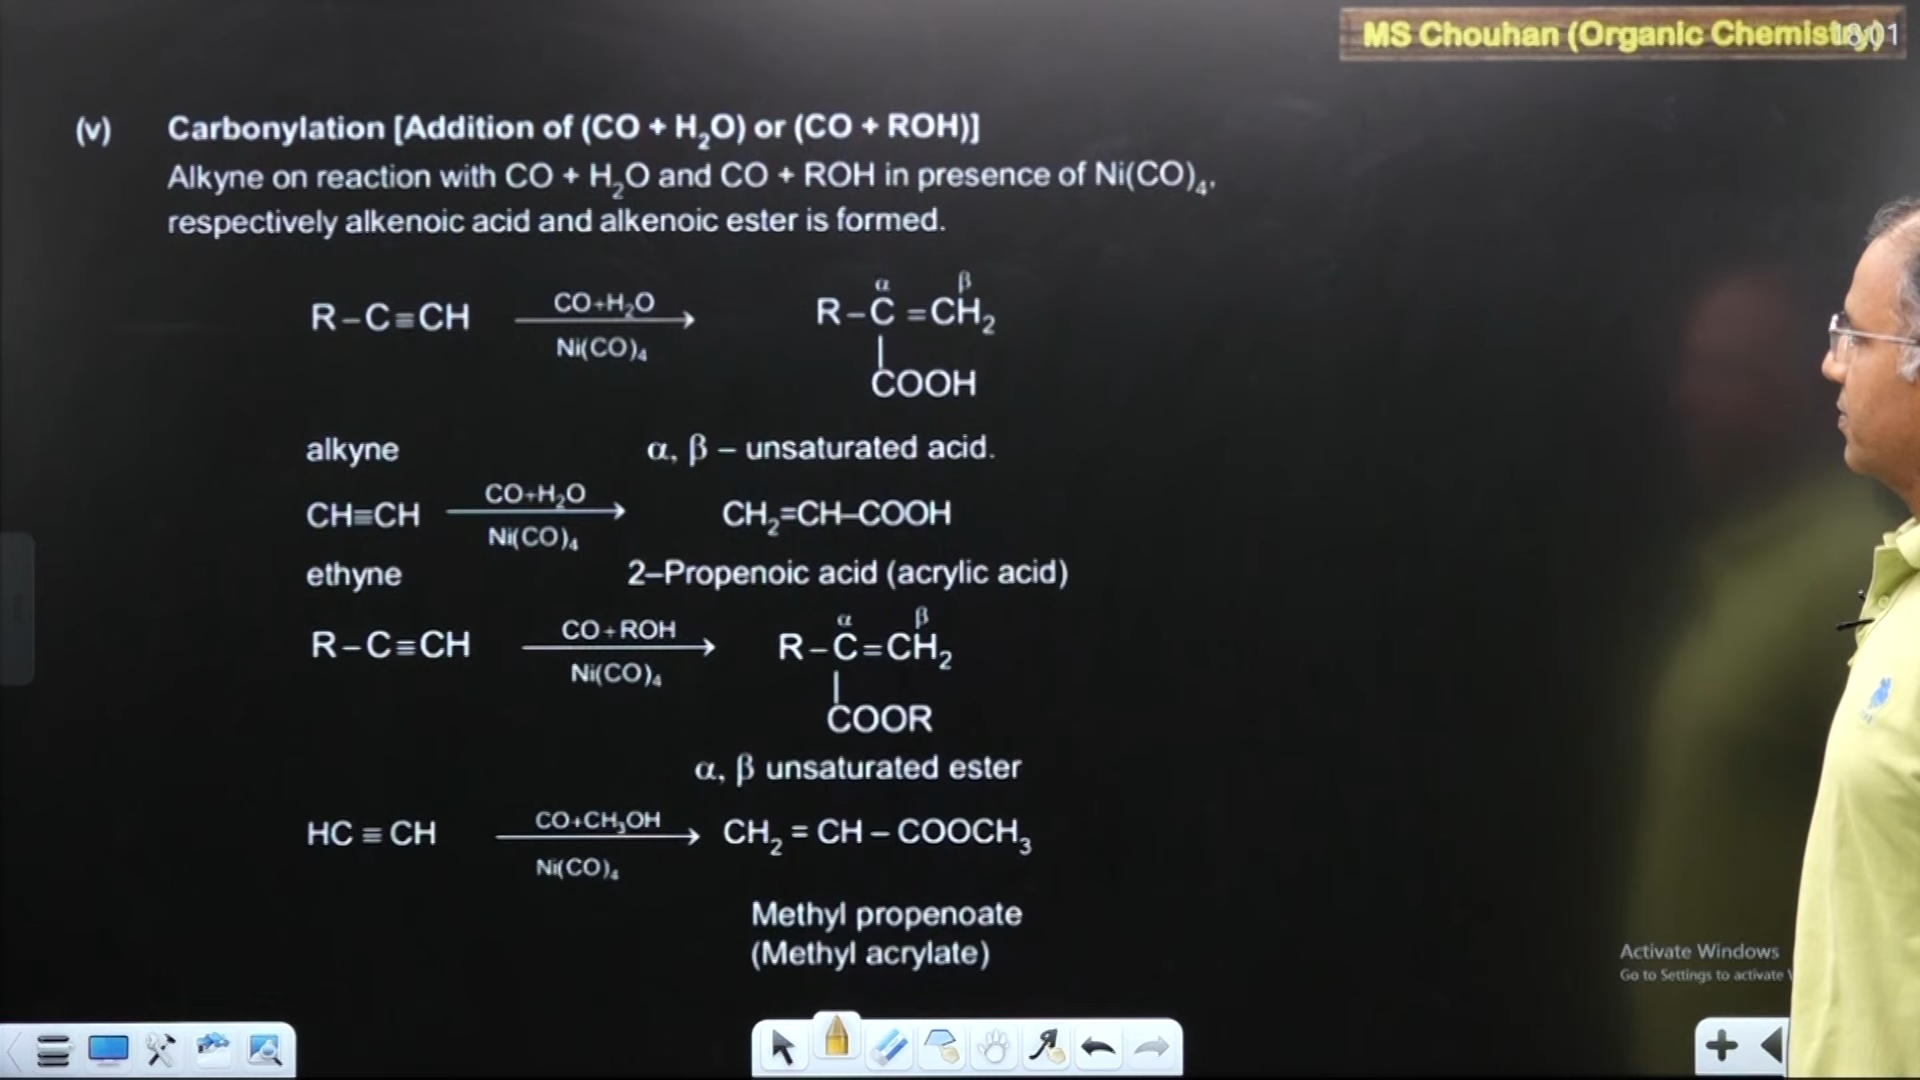 MS Chouhan (Organic Chemistry)
18:01
(v) Carbonylation [Addition of (CO + H₂O) or (CO + ROH)]
Alkyne on reaction with CO + H₂O and CO + ROH in presence of Ni(CO)₄,
respectively alkenoic acid and alkenoic ester is formed.
α β
R–C≡CH CO+H₂O R–C=CH₂
Ni(CO)₄ |
COOH
alkyne α, β – unsaturated acid.
CH≡CH CO+H₂O CH₂=CH–COOH
Ni(CO)₄
ethyne 2–Propenoic acid (acrylic acid)
α β
R–C≡CH CO+ROH R–C=CH₂
Ni(CO)₄ |
COOR
α, β unsaturated ester
HC ≡ CH CO+CH₃OH CH₂ = CH – COOCH₃
Ni(CO)₄
Methyl propenoate
(Methyl acrylate)
Activate Windows
Go to Settings to activate